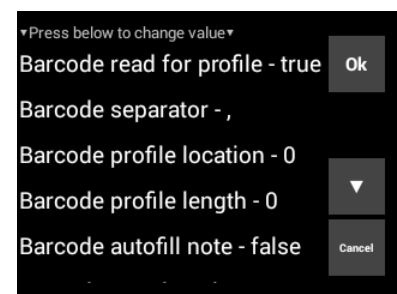 ▾Press below to change value▾
Barcode read for profile - true
Ok
Barcode separator - ,
Barcode profile location - 0
▼
Barcode profile length - 0
Barcode autofill note - false
Cancel